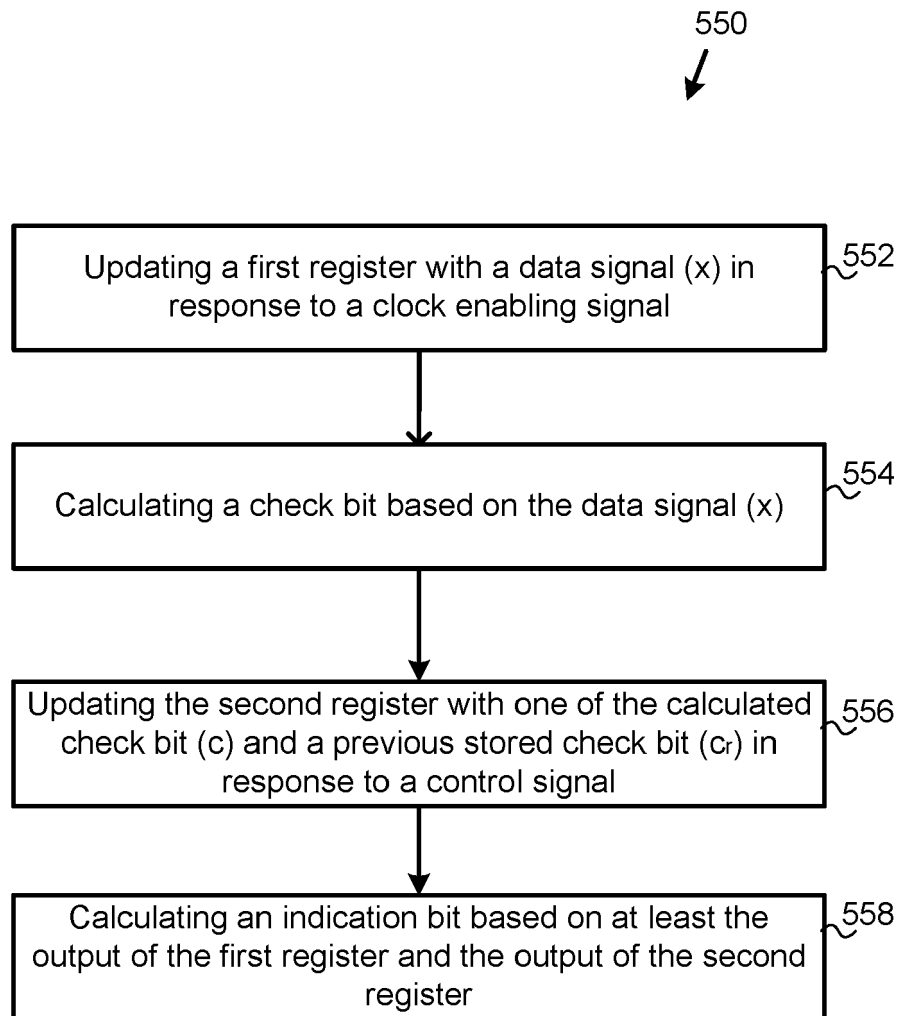 550
Updating a first register with a data signal (x) in
response to a clock enabling signal
552
Calculating a check bit based on the data signal (x)
554
Updating the second register with one of the calculated
check bit (c) and a previous stored check bit (cr) in
response to a control signal
556
Calculating an indication bit based on at least the
output of the first register and the output of the second
register
558